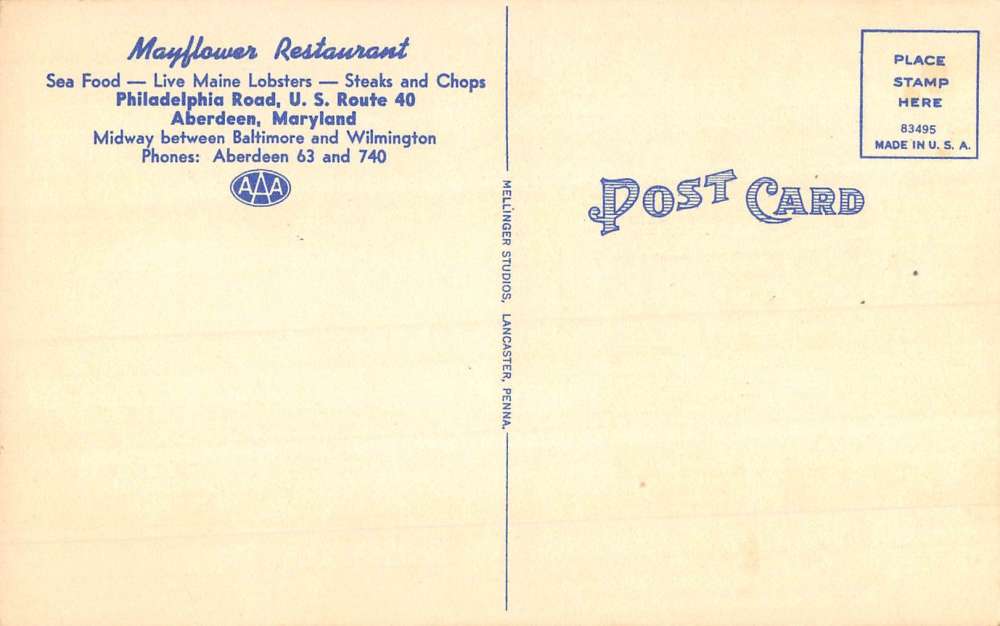 Mayflower Restaurant
Sea Food — Live Maine Lobsters — Steaks and Chops
Philadelphia Road, U. S. Route 40
Aberdeen, Maryland
Midway between Baltimore and Wilmington
Phones: Aberdeen 63 and 740
AAA
MELLINGER STUDIOS, LANCASTER, PENNA.
PLACE
STAMP
HERE
83495
MADE IN U. S. A.
POST CARD